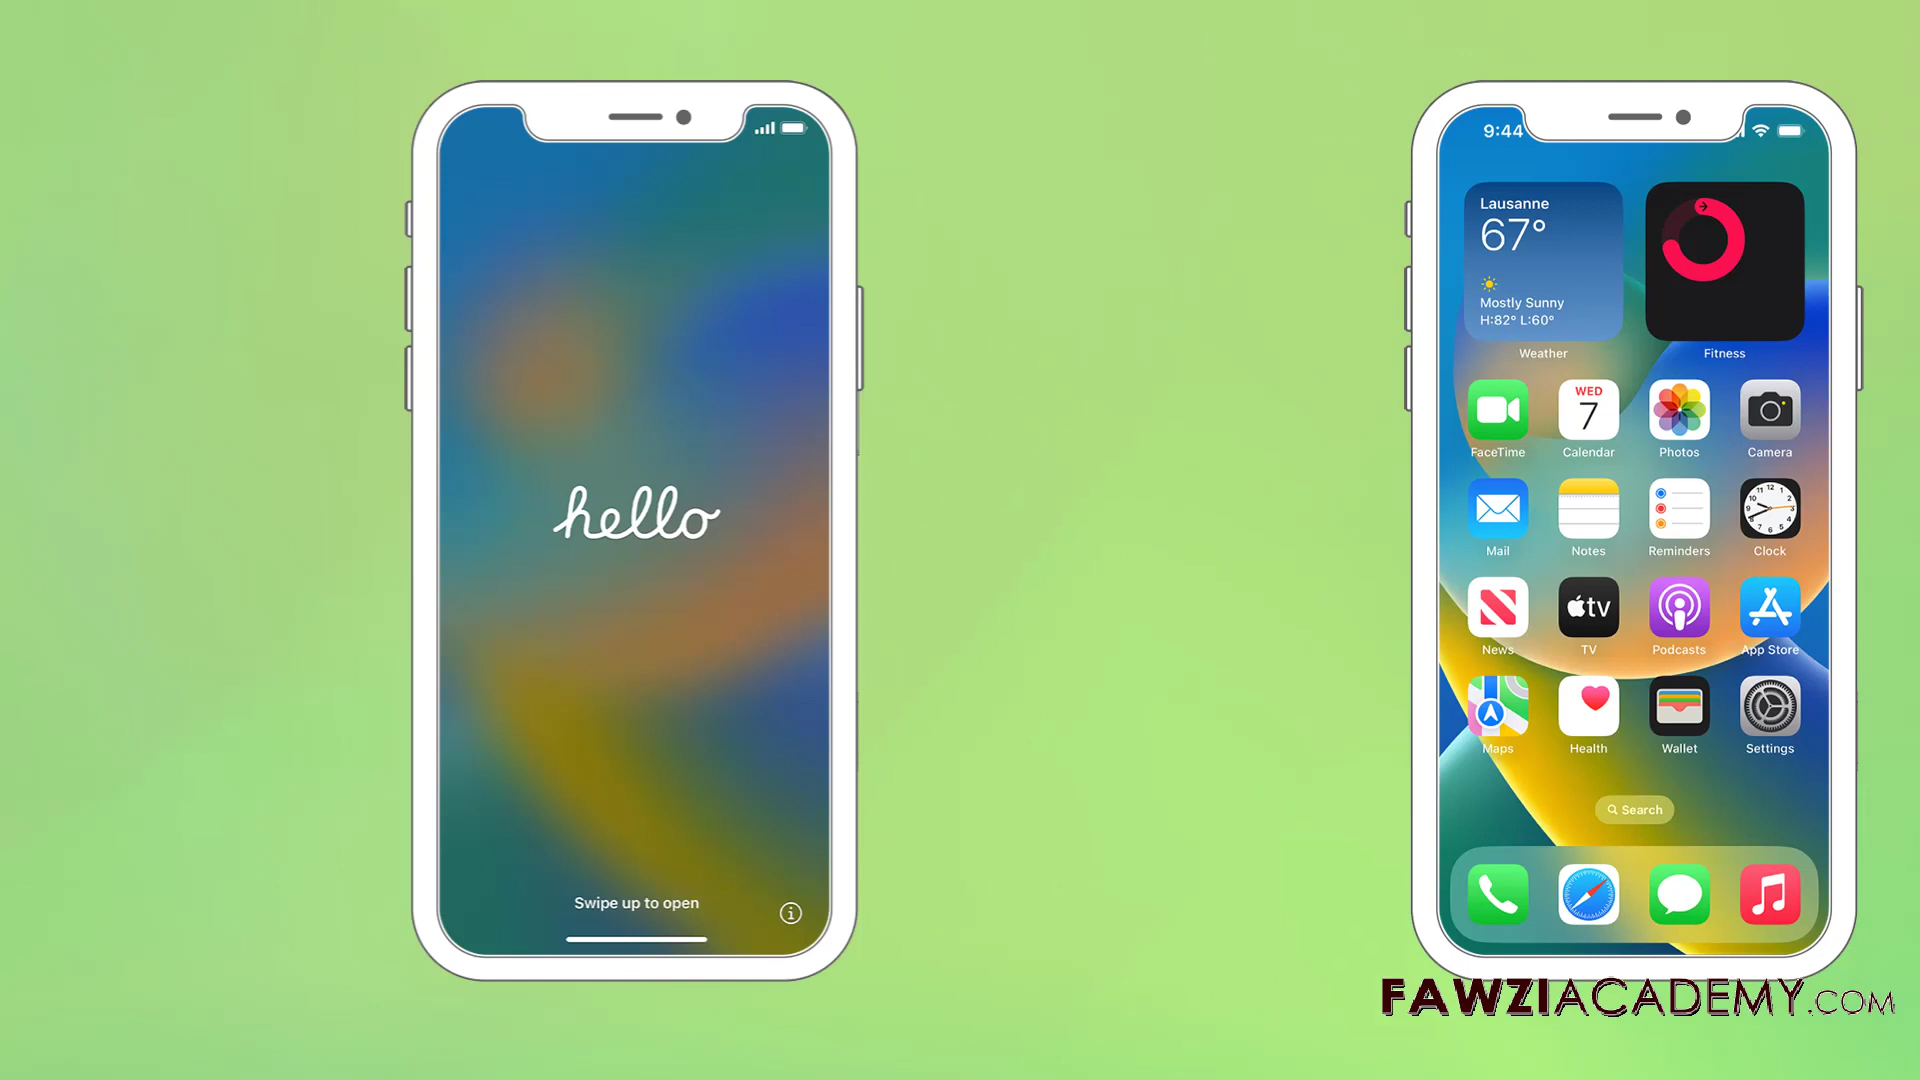 hello
Swipe up to open
9:44
Lausanne
67°
Mostly Sunny
H:82° L:60°
Weather
Fitness
FaceTime
WED
7
Calendar
Photos
Camera
Mail
Notes
Reminders
Clock
News
tv
TV
Podcasts
App Store
Maps
Health
Wallet
Settings
Search
FAWZIACADEMY.COM